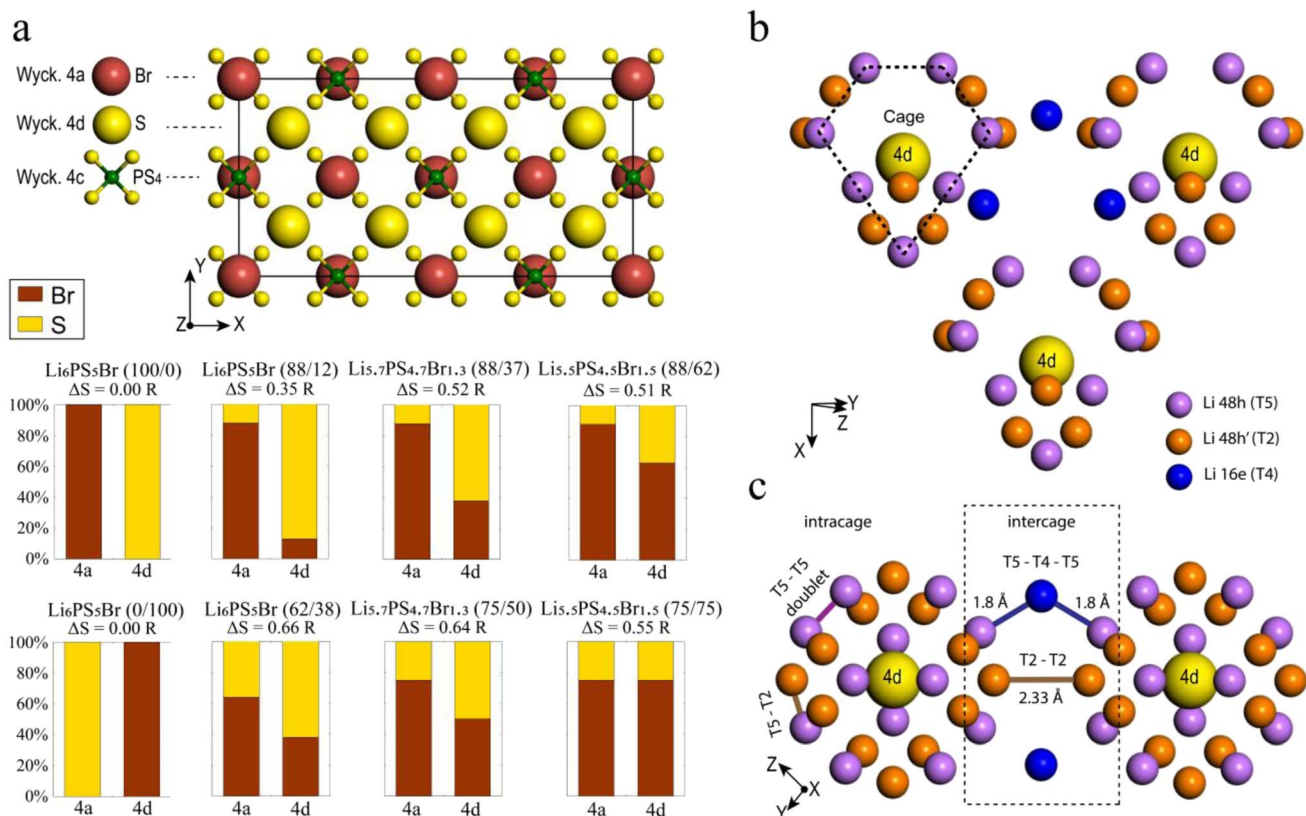 a
Wyck. 4a Br
Wyck. 4d S
Wyck. 4c PS₄
Y
Z X
Br
S
Li₆PS₅Br (100/0)
ΔS = 0.00 R
Li₆PS₅Br (88/12)
ΔS = 0.35 R
Li₅.₇PS₄.₇Br₁.₃ (88/37)
ΔS = 0.52 R
Li₅.₅PS₄.₅Br₁.₅ (88/62)
ΔS = 0.51 R
100%
80%
60%
40%
20%
0%
4a 4d 4a 4d 4a 4d 4a 4d
Li₆PS₅Br (0/100)
ΔS = 0.00 R
Li₆PS₅Br (62/38)
ΔS = 0.66 R
Li₅.₇PS₄.₇Br₁.₃ (75/50)
ΔS = 0.64 R
Li₅.₅PS₄.₅Br₁.₅ (75/75)
ΔS = 0.55 R
100%
80%
60%
40%
20%
0%
4a 4d 4a 4d 4a 4d 4a 4d
b
Cage
4d
4d
4d
Y
Z
X
Li 48h (T5)
Li 48h' (T2)
Li 16e (T4)
c
intracage
intercage
T5 - T5
doublet
T5 - T4 - T5
1.8 Å 1.8 Å
T2 - T2
4d
4d
2.33 Å
T5 - T2
Z
X
Y